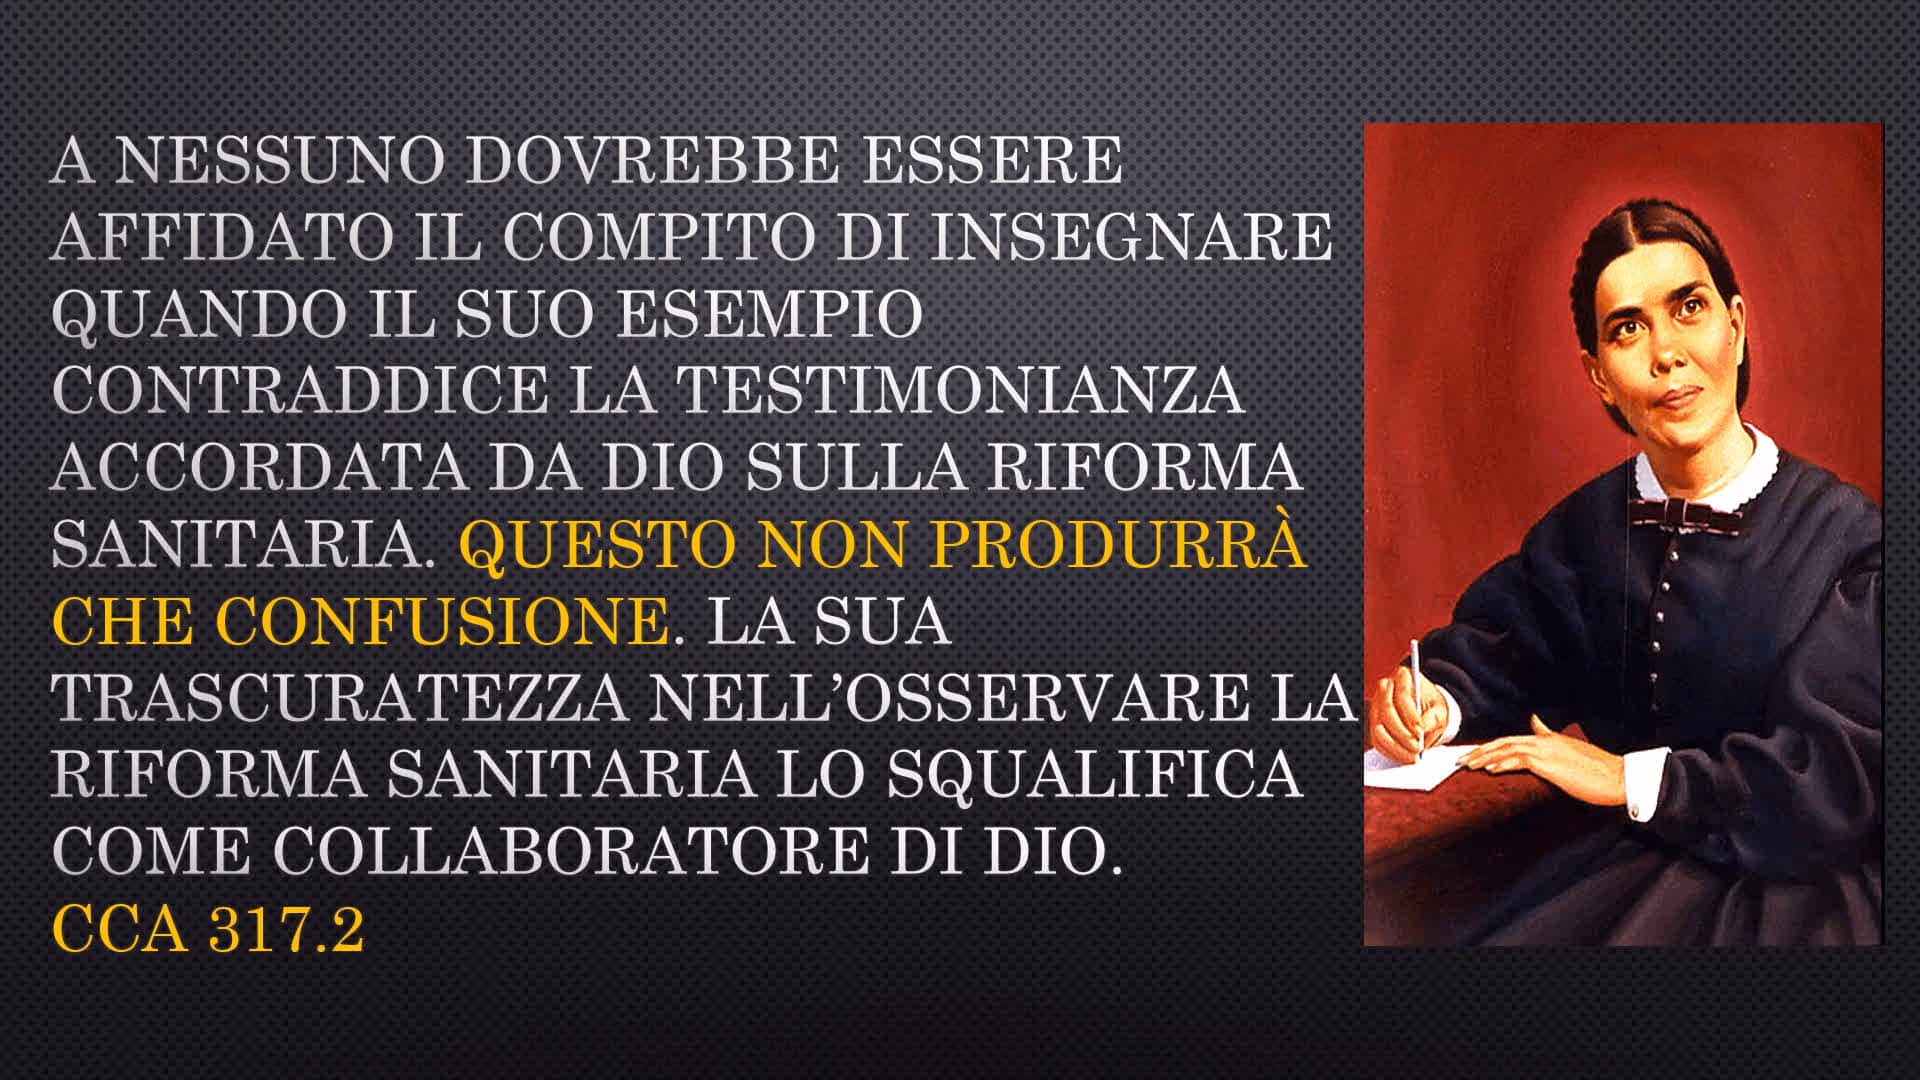 A NESSUNO DOVREBBE ESSERE
AFFIDATO IL COMPITO DI INSEGNARE
QUANDO IL SUO ESEMPIO
CONTRADDICE LA TESTIMONIANZA
ACCORDATA DA DIO SULLA RIFORMA
SANITARIA. QUESTO NON PRODURRÀ
CHE CONFUSIONE. LA SUA
TRASCURATEZZA NELL’OSSERVARE LA
RIFORMA SANITARIA LO SQUALIFICA
COME COLLABORATORE DI DIO.
CCA 317.2